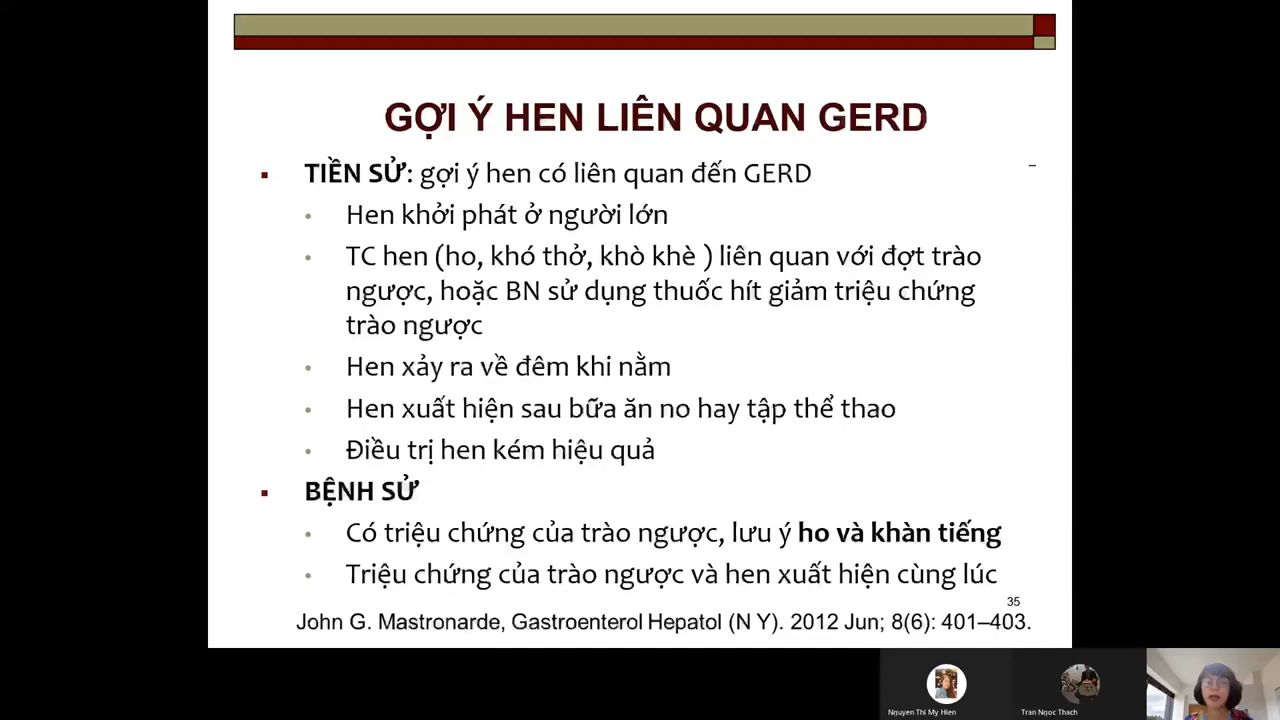 GỢI Ý HEN LIÊN QUAN GERD
TIỀN SỬ: gợi ý hen có liên quan đến GERD
Hen khởi phát ở người lớn
TC hen (ho, khó thở, khò khè ) liên quan với đợt trào
ngược, hoặc BN sử dụng thuốc hít giảm triệu chứng
trào ngược
Hen xảy ra về đêm khi nằm
Hen xuất hiện sau bữa ăn no hay tập thể thao
Điều trị hen kém hiệu quả
BỆNH SỬ
Có triệu chứng của trào ngược, lưu ý ho và khàn tiếng
Triệu chứng của trào ngược và hen xuất hiện cùng lúc
35
John G. Mastronarde, Gastroenterol Hepatol (N Y). 2012 Jun; 8(6): 401–403.
Nguyen Thi My Hien
Tran Ngoc Thach